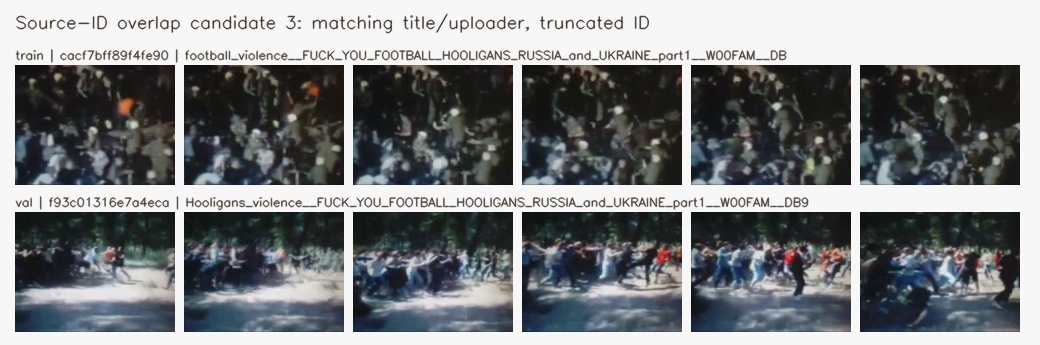 Source-ID overlap candidate 3: matching title/uploader, truncated ID
train | cacf7bff89f4fe90 | football_violence__FUCK_YOU_FOOTBALL_HOOLIGANS_RUSSIA_and_UKRAINE_part1__W00FAM__DB
val | f93c01316e7a4eca | Hooligans_violence__FUCK_YOU_FOOTBALL_HOOLIGANS_RUSSIA_and_UKRAINE_part1__W00FAM__DB9